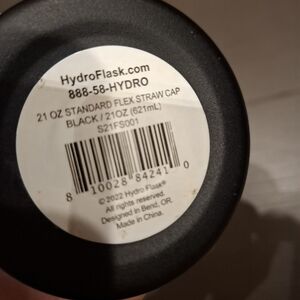 HydroFlask.com
888-58-HYDRO
21 OZ STANDARD FLEX STRAW CAP
BLACK / 21OZ (621mL)
S21FS001
8 10028 84241 0
© 2022 Hydro Flask®
All rights reserved.
Designed in Bend, OR.
Made in China.